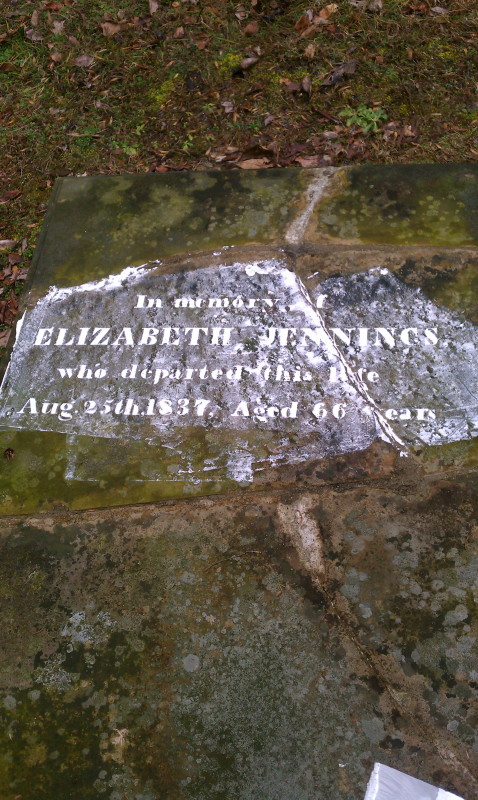 In memory of
ELIZABETH JENNINGS.
who departed this life
Aug. 25th. 1837, Aged 66 years